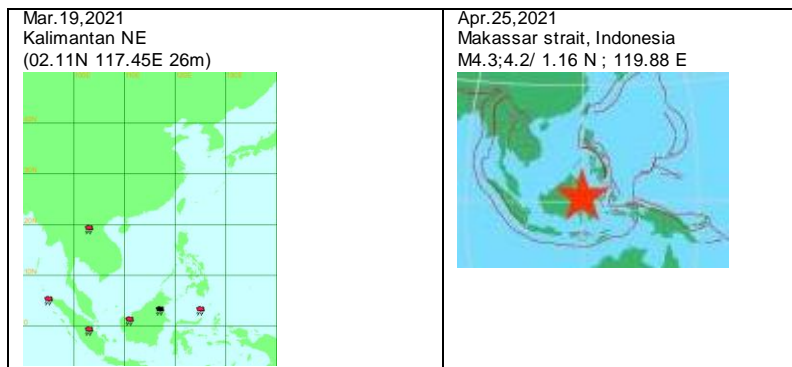 Mar.19,2021
Kalimantan NE
(02.11N 117.45E 26m)
Apr.25,2021
Makassar strait, Indonesia
M4.3;4.2/ 1.16 N ; 119.88 E